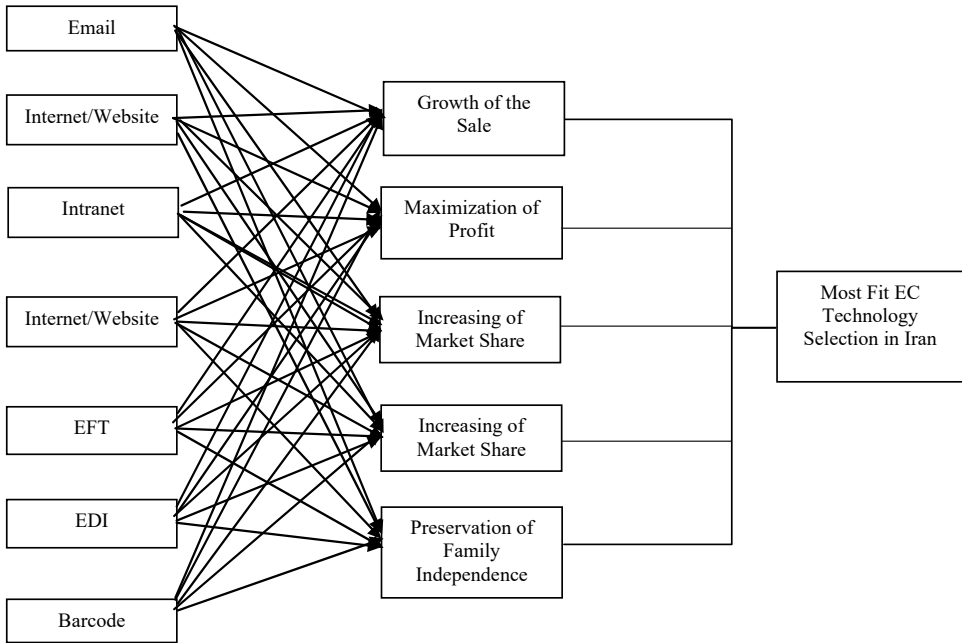 Email
Internet/Website
Intranet
Internet/Website
EFT
EDI
Barcode
Growth of the
Sale
Maximization of
Profit
Increasing of
Market Share
Increasing of
Market Share
Preservation of
Family
Independence
Most Fit EC
Technology
Selection in Iran